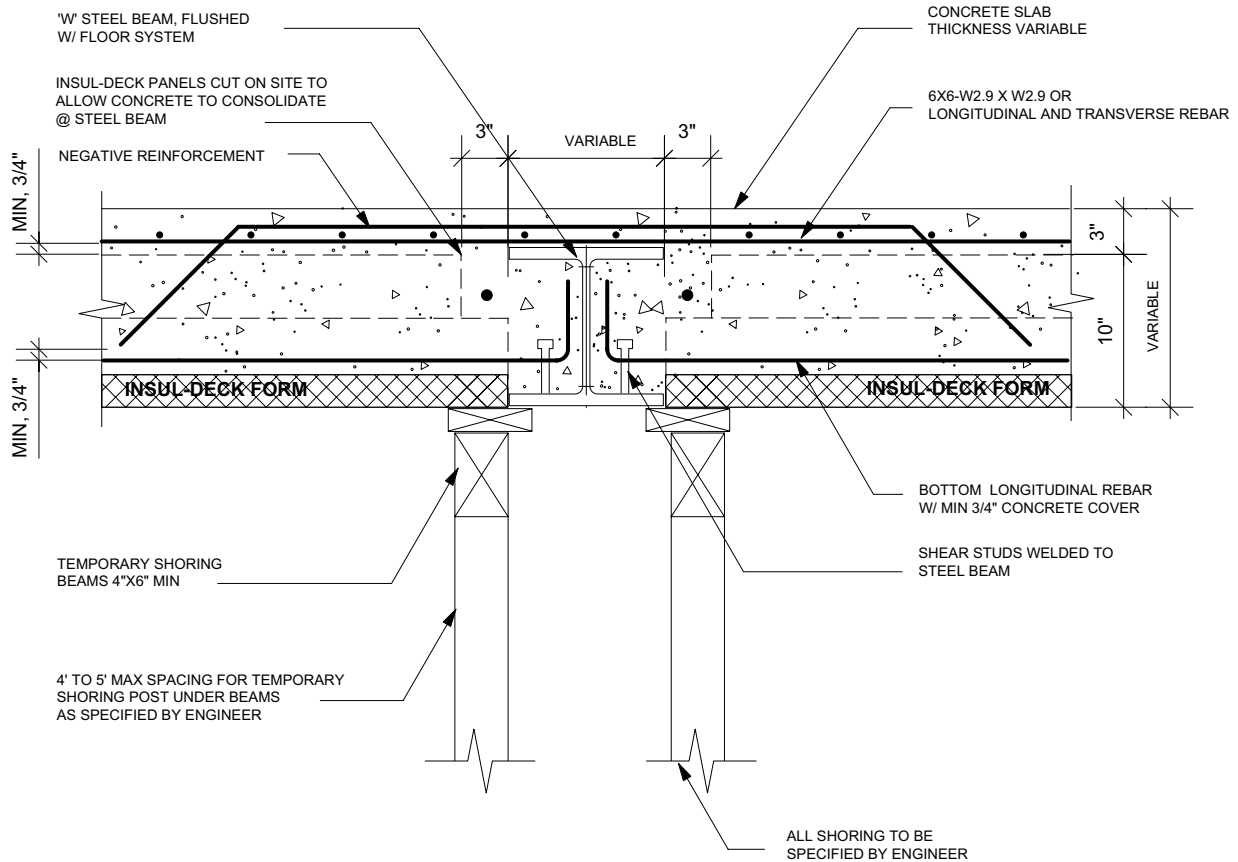 'W' STEEL BEAM, FLUSHED
W/ FLOOR SYSTEM
CONCRETE SLAB
THICKNESS VARIABLE
INSUL-DECK PANELS CUT ON SITE TO
ALLOW CONCRETE TO CONSOLIDATE
@ STEEL BEAM
6X6-W2.9 X W2.9 OR
LONGITUDINAL AND TRANSVERSE REBAR
3"
VARIABLE
3"
NEGATIVE REINFORCEMENT
MIN, 3/4"
3"
10"
VARIABLE
MIN, 3/4"
INSUL-DECK FORM
INSUL-DECK FORM
BOTTOM LONGITUDINAL REBAR
W/ MIN 3/4" CONCRETE COVER
SHEAR STUDS WELDED TO
STEEL BEAM
TEMPORARY SHORING
BEAMS 4"X6" MIN
4' TO 5' MAX SPACING FOR TEMPORARY
SHORING POST UNDER BEAMS
AS SPECIFIED BY ENGINEER
ALL SHORING TO BE
SPECIFIED BY ENGINEER